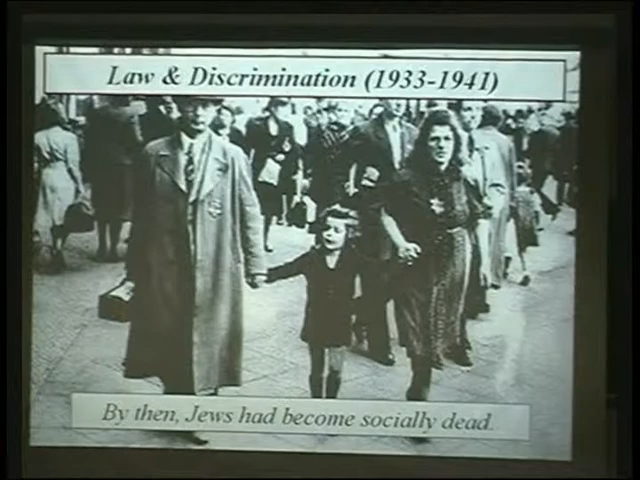 Law & Discrimination (1933-1941)
By then, Jews had become socially dead.